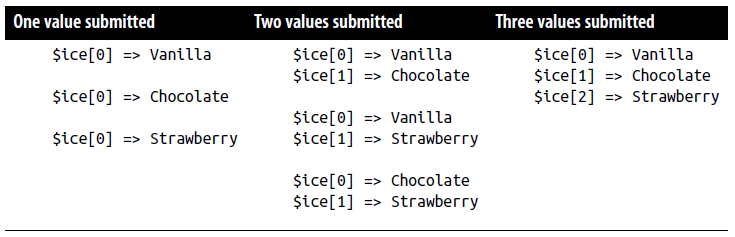 One value submitted Two values submitted Three values submitted
$ice[0] => Vanilla $ice[0] => Vanilla $ice[0] => Vanilla
$ice[1] => Chocolate $ice[1] => Chocolate
$ice[0] => Chocolate $ice[2] => Strawberry
$ice[0] => Vanilla
$ice[0] => Strawberry $ice[1] => Strawberry
$ice[0] => Chocolate
$ice[1] => Strawberry